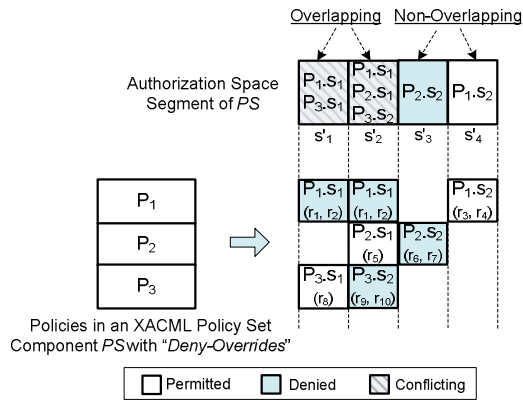 Overlapping Non-Overlapping
Authorization Space
Segment of PS
P1.s1
P3.s1
P1.s1
P2.s1
P3.s2
P2.s2
P1.s2
s'1 s'2 s'3 s'4
P1
P2
P3
P1.s1
(r1, r2)
P1.s1
(r1, r2)
P1.s2
(r3, r4)
P2.s1
(r5)
P2.s2
(r6, r7)
P3.s1
(r8)
P3.s2
(r9, r10)
Policies in an XACML Policy Set
Component PS with "Deny-Overrides"
Permitted Denied Conflicting